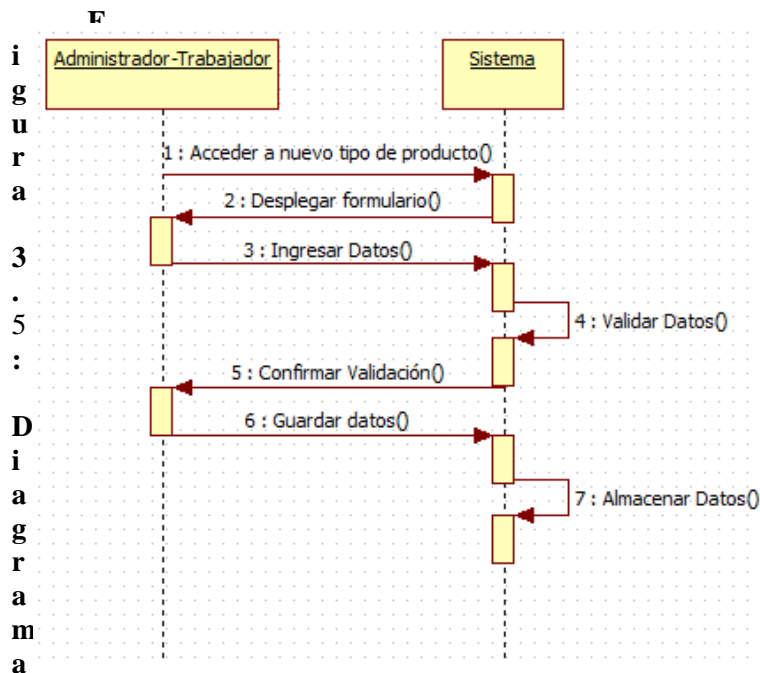 F
i
g
u
r
a
3
.
5
:
D
i
a
g
r
a
m
a
Administrador-Trabajador
Sistema
1 : Acceder a nuevo tipo de producto()
2 : Desplegar formulario()
3 : Ingresar Datos()
4 : Validar Datos()
5 : Confirmar Validación()
6 : Guardar datos()
7 : Almacenar Datos()